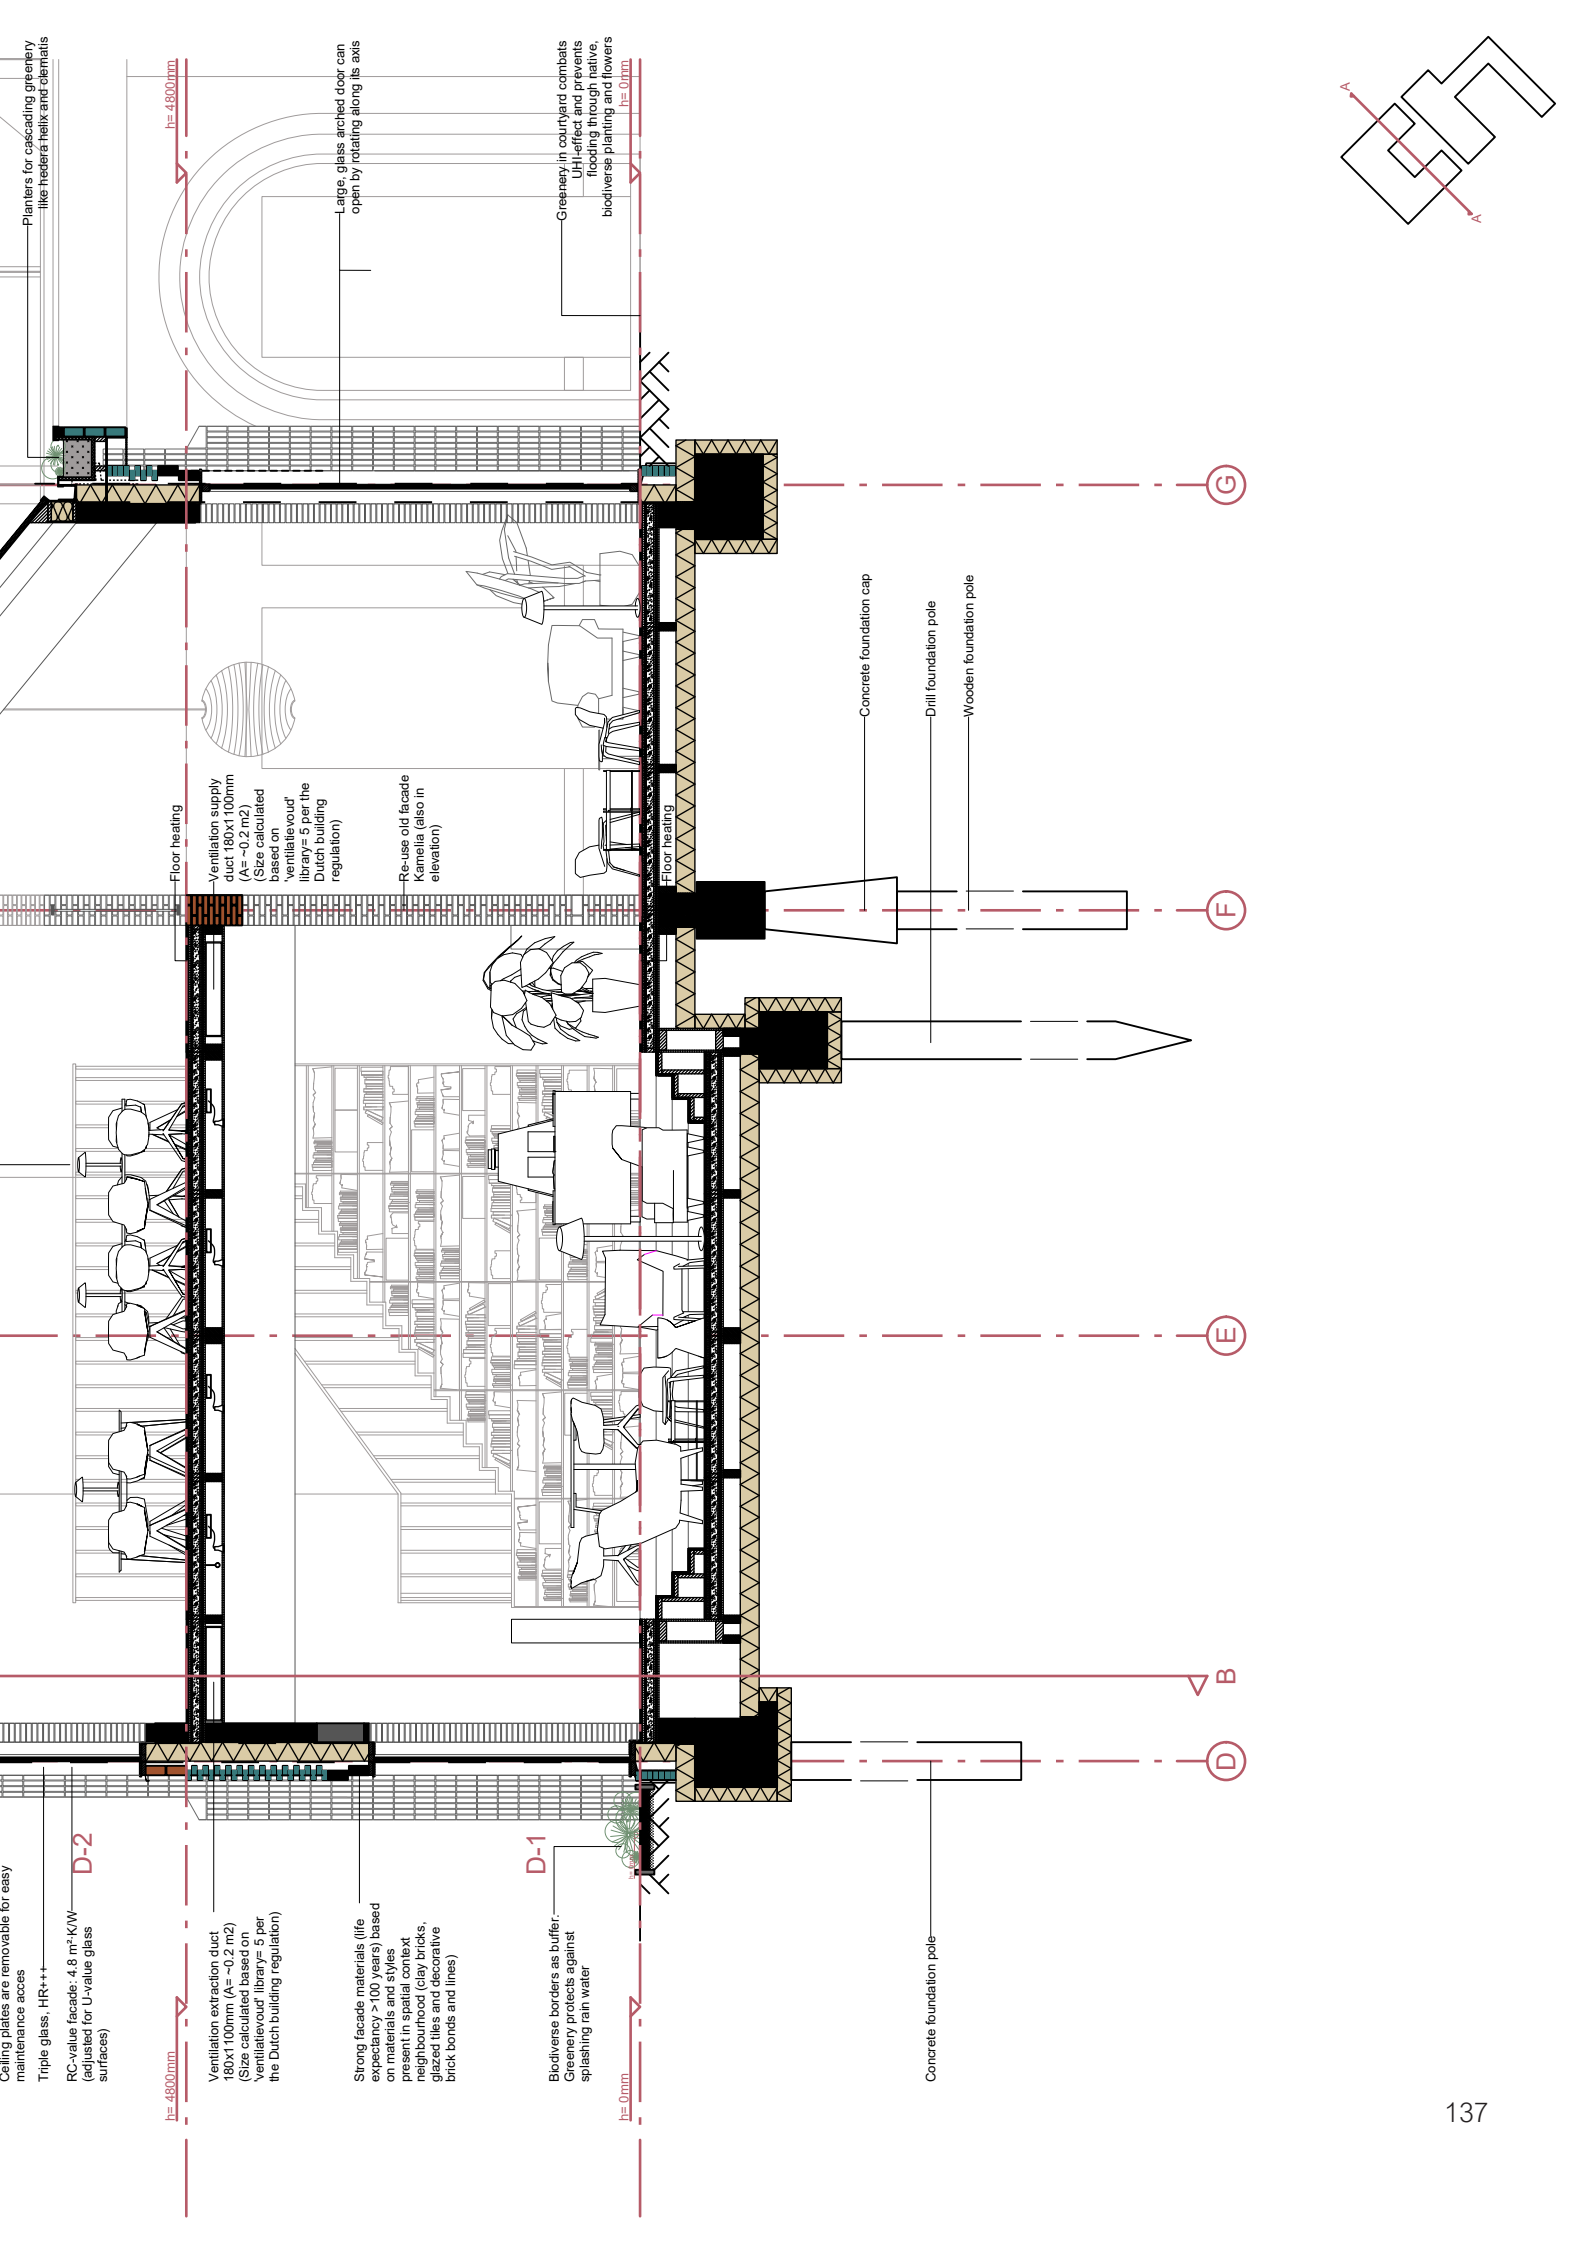 Planters for cascading greenery
like hedera helix and clematis
h= 4800mm
Large, glass arched door can
open by rotating along its axis
Greenery in courtyard combats
UHI-effect and prevents
flooding through native,
biodiverse planting and flowers
h= 0mm
A
A
G
Concrete foundation cap
Drill foundation pole
Wooden foundation pole
Floor heating
Ventilation supply
duct 180x1100mm
(A= ~0.2 m2)
(Size calculated
based on
'ventilatievoud'
library= 5 per the
Dutch building
regulation)
Re-use old facade
Kamelia (also in
elevation)
Floor heating
F
E
B
D
D-2
D-1
Ceiling plates are removable for easy
maintenance acces
Triple glass, HR+++
RC-value facade: 4.8 m²·K/W
(adjusted for U-value glass
surfaces)
h= 4800mm
Ventilation extraction duct
180x1100mm (A= ~0.2 m2)
(Size calculated based on
'ventilatievoud' library= 5 per
the Dutch building regulation)
Strong facade materials (life
expectancy >100 years) based
on materials and styles
present in spatial context
neighbourhood (clay bricks,
glazed tiles and decorative
brick bonds and lines)
Biodiverse borders as buffer.
Greenery protects against
splashing rain water
h= 0mm
Concrete foundation pole
137